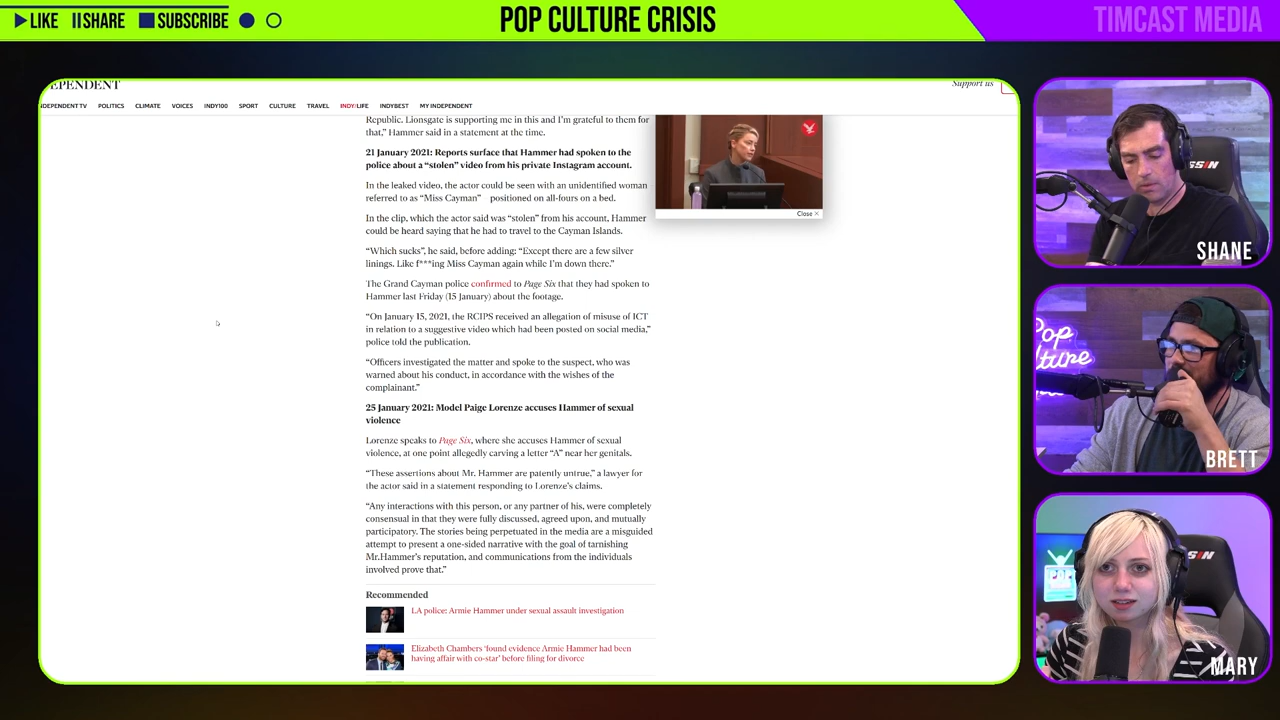 LIKE SHARE SUBSCRIBE
POP CULTURE CRISIS
TIMCAST MEDIA
EPENDENT
Support us
NDEPENDENT TV POLITICS CLIMATE VOICES INDY100 SPORT CULTURE TRAVEL INDY/LIFE INDYBEST MY INDEPENDENT
Republic. Lionsgate is supporting me in this and I'm grateful to them for
that," Hammer said in a statement at the time.
21 January 2021: Reports surface that Hammer had spoken to the
police about a "stolen" video from his private Instagram account.
In the leaked video, the actor could be seen with an unidentified woman
referred to as "Miss Cayman" positioned on all-fours on a bed.
In the clip, which the actor said was "stolen" from his account, Hammer
could be heard saying that he had to travel to the Cayman Islands.
"Which sucks", he said, before adding: "Except there are a few silver
linings. Like f***ing Miss Cayman again while I'm down there."
The Grand Cayman police confirmed to Page Six that they had spoken to
Hammer last Friday (15 January) about the footage.
"On January 15, 2021, the RCIPS received an allegation of misuse of ICT
in relation to a suggestive video which had been posted on social media,"
police told the publication.
"Officers investigated the matter and spoke to the suspect, who was
warned about his conduct, in accordance with the wishes of the
complainant."
25 January 2021: Model Paige Lorenze accuses Hammer of sexual
violence
Lorenze speaks to Page Six, where she accuses Hammer of sexual
violence, at one point allegedly carving a letter "A" near her genitals.
"These assertions about Mr. Hammer are patently untrue," a lawyer for
the actor said in a statement responding to Lorenze's claims.
"Any interactions with this person, or any partner of his, were completely
consensual in that they were fully discussed, agreed upon, and mutually
participatory. The stories being perpetuated in the media are a misguided
attempt to present a one-sided narrative with the goal of tarnishing
Mr.Hammer's reputation, and communications from the individuals
involved prove that."
Recommended
LA police: Armie Hammer under sexual assault investigation
Elizabeth Chambers 'found evidence Armie Hammer had been
having affair with co-star' before filing for divorce
Close ×
SHANE
Pop
lture
BRETT
MARY